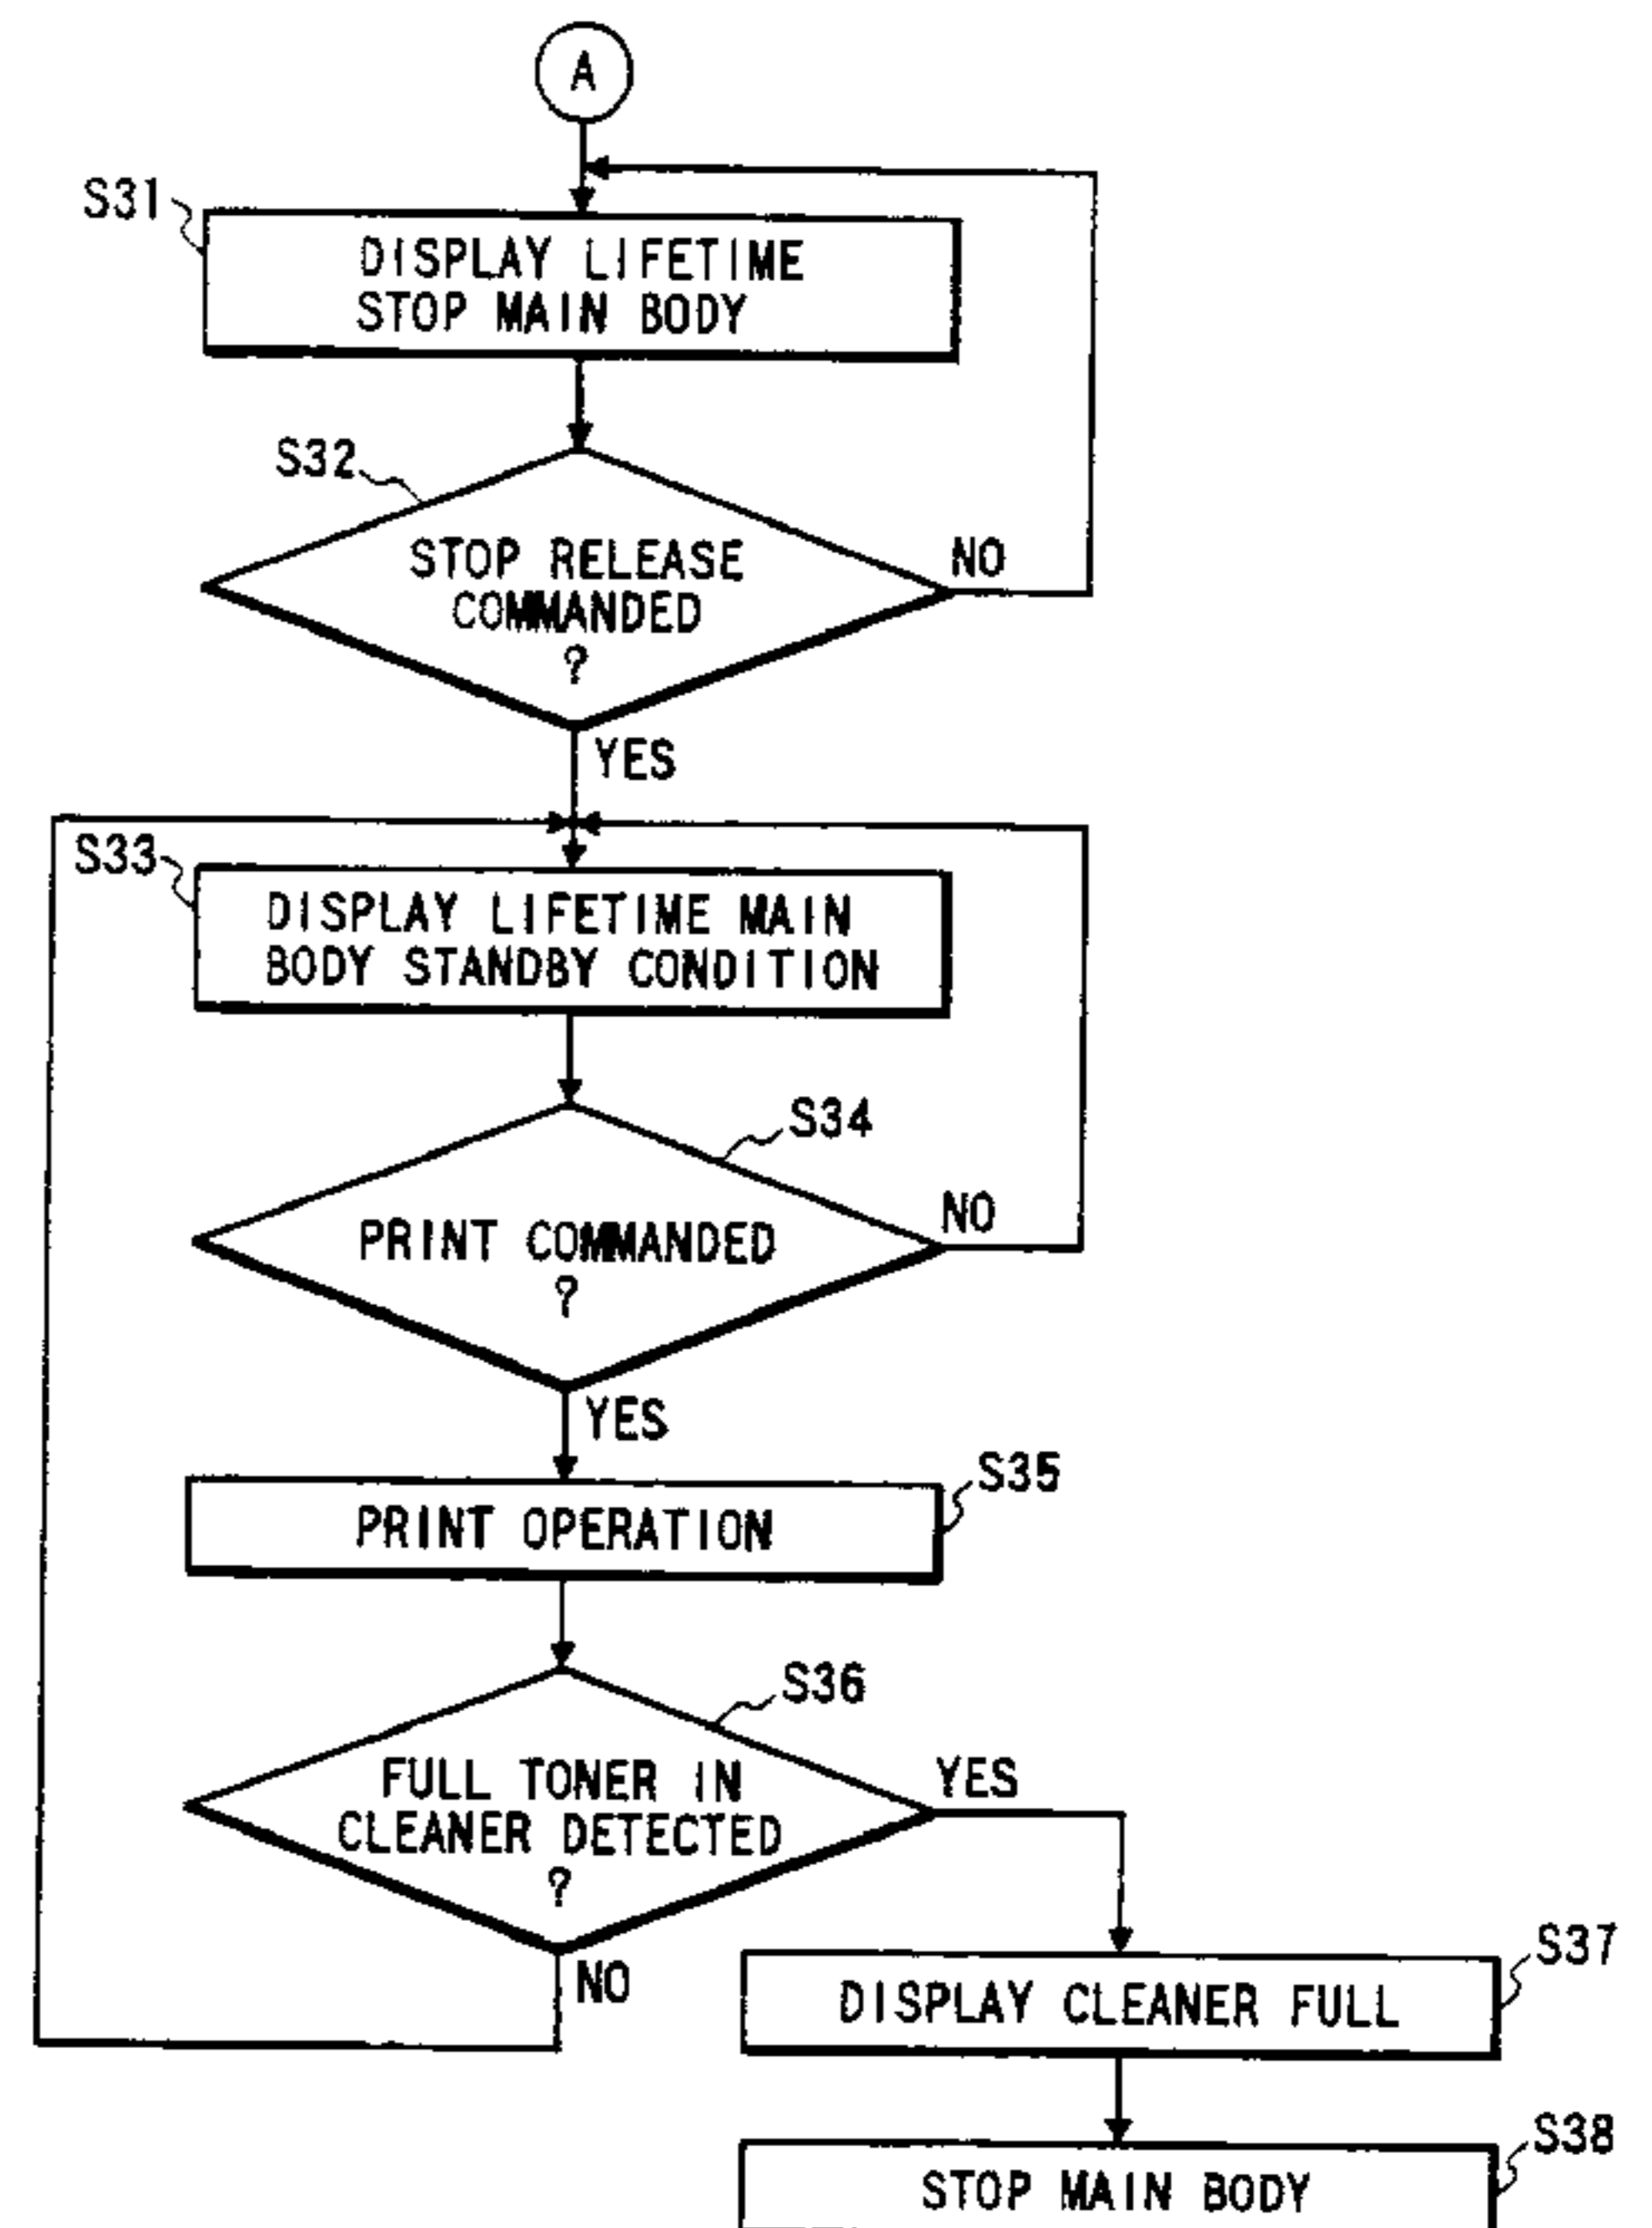 A
S31
DISPLAY LIFETIME
STOP MAIN BODY
S32
STOP RELEASE
COMMANDED
?
NO
YES
S33
DISPLAY LIFETIME MAIN
BODY STANDBY CONDITION
S34
PRINT COMMANDED
?
NO
YES
S35
PRINT OPERATION
S36
FULL TONER IN
CLEANER DETECTED
?
YES
NO
S37
DISPLAY CLEANER FULL
S38
STOP MAIN BODY